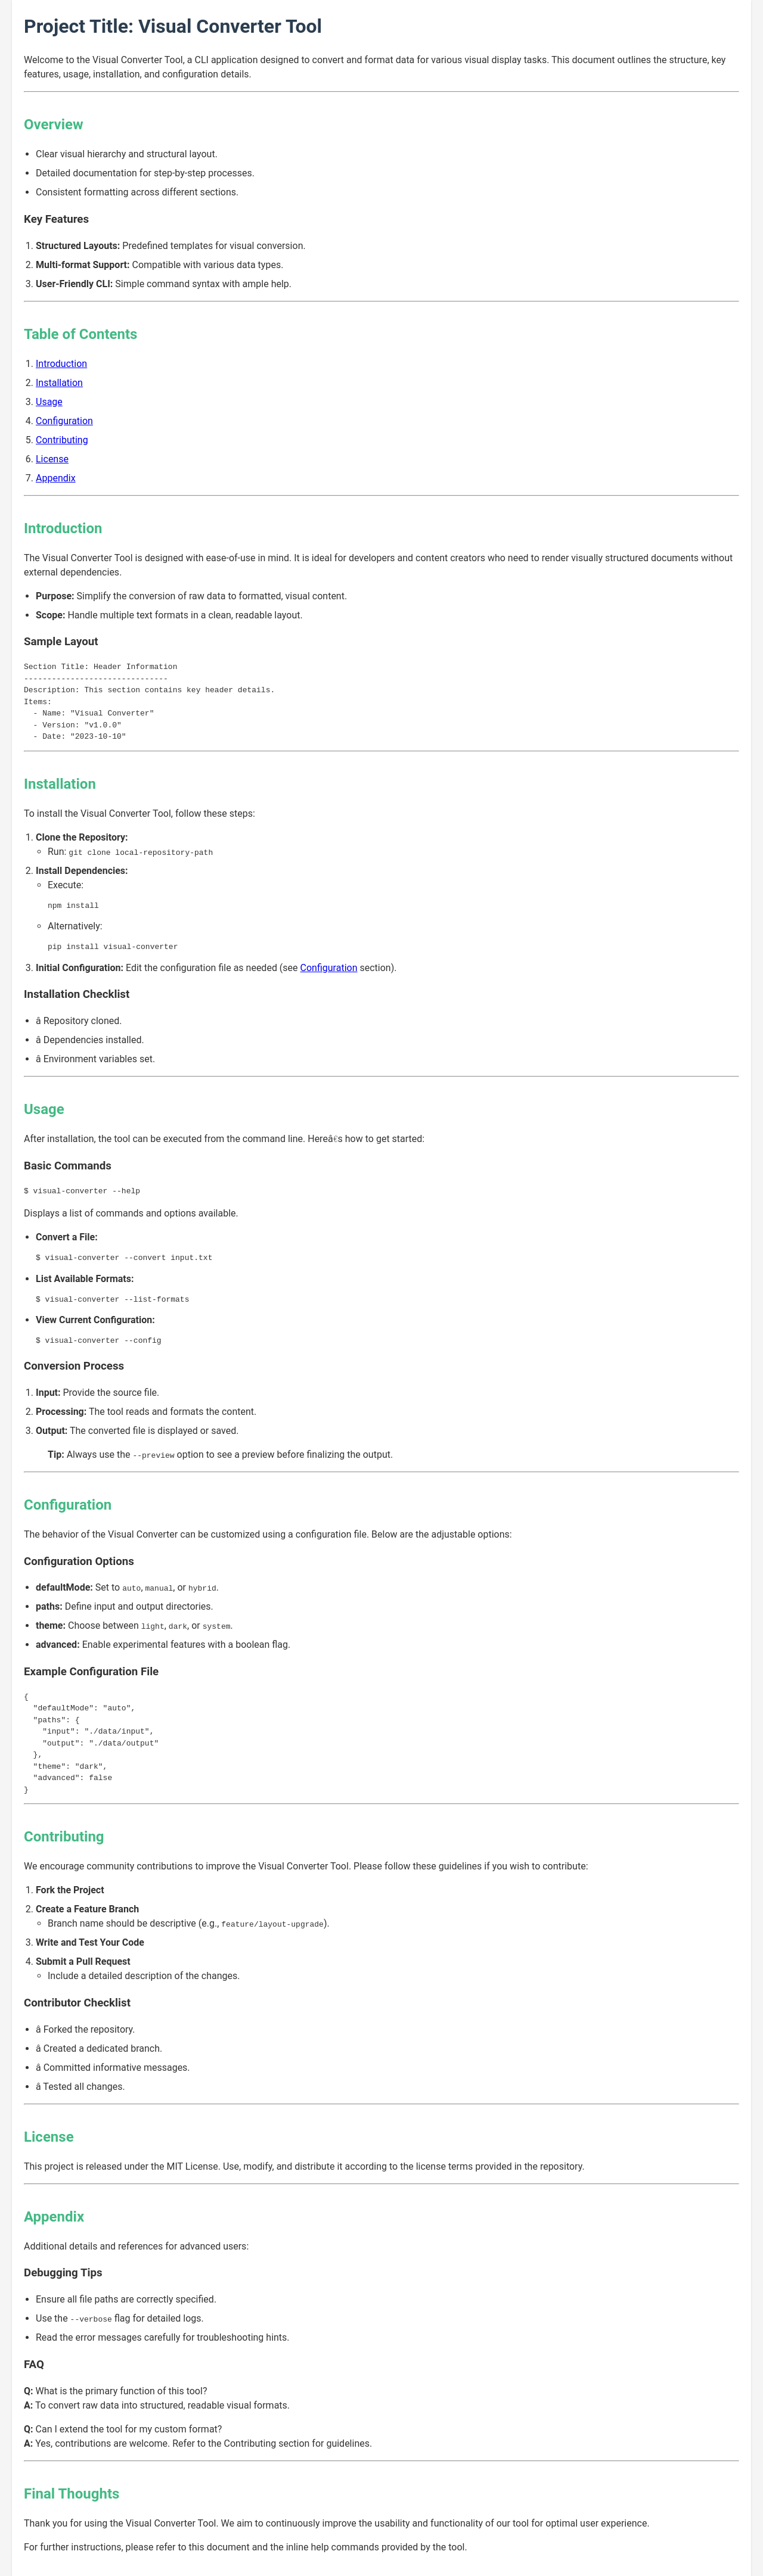 Project Title: Visual Converter Tool
Welcome to the Visual Converter Tool, a CLI application designed to convert and format data for various visual display tasks. This document outlines the structure, key
features, usage, installation, and configuration details.
Overview
• Clear visual hierarchy and structural layout.
• Detailed documentation for step-by-step processes.
• Consistent formatting across different sections.
Key Features
1. Structured Layouts: Predefined templates for visual conversion.
2. Multi-format Support: Compatible with various data types.
3. User-Friendly CLI: Simple command syntax with ample help.
Table of Contents
1. Introduction
2. Installation
3. Usage
4. Configuration
5. Contributing
6. License
7. Appendix
Introduction
The Visual Converter Tool is designed with ease-of-use in mind. It is ideal for developers and content creators who need to render visually structured documents without
external dependencies.
• Purpose: Simplify the conversion of raw data to formatted, visual content.
• Scope: Handle multiple text formats in a clean, readable layout.
Sample Layout
Section Title: Header Information
-------------------------------
Description: This section contains key header details.
Items:
  - Name: "Visual Converter"
  - Version: "v1.0.0"
  - Date: "2023-10-10"
Installation
To install the Visual Converter Tool, follow these steps:
1. Clone the Repository:
◦ Run: git clone local-repository-path
2. Install Dependencies:
◦ Execute:
npm install
◦ Alternatively:
pip install visual-converter
3. Initial Configuration: Edit the configuration file as needed (see Configuration section).
Installation Checklist
• â Repository cloned.
• â Dependencies installed.
• â Environment variables set.
Usage
After installation, the tool can be executed from the command line. Hereâ€s how to get started:
Basic Commands
$ visual-converter --help
Displays a list of commands and options available.
• Convert a File:
$ visual-converter --convert input.txt
• List Available Formats:
$ visual-converter --list-formats
• View Current Configuration:
$ visual-converter --config
Conversion Process
1. Input: Provide the source file.
2. Processing: The tool reads and formats the content.
3. Output: The converted file is displayed or saved.
Tip: Always use the --preview option to see a preview before finalizing the output.
Configuration
The behavior of the Visual Converter can be customized using a configuration file. Below are the adjustable options:
Configuration Options
• defaultMode: Set to auto, manual, or hybrid.
• paths: Define input and output directories.
• theme: Choose between light, dark, or system.
• advanced: Enable experimental features with a boolean flag.
Example Configuration File
{
  "defaultMode": "auto",
  "paths": {
    "input": "./data/input",
    "output": "./data/output"
  },
  "theme": "dark",
  "advanced": false
}
Contributing
We encourage community contributions to improve the Visual Converter Tool. Please follow these guidelines if you wish to contribute:
1. Fork the Project
2. Create a Feature Branch
◦ Branch name should be descriptive (e.g., feature/layout-upgrade).
3. Write and Test Your Code
4. Submit a Pull Request
◦ Include a detailed description of the changes.
Contributor Checklist
• â Forked the repository.
• â Created a dedicated branch.
• â Committed informative messages.
• â Tested all changes.
License
This project is released under the MIT License. Use, modify, and distribute it according to the license terms provided in the repository.
Appendix
Additional details and references for advanced users:
Debugging Tips
• Ensure all file paths are correctly specified.
• Use the --verbose flag for detailed logs.
• Read the error messages carefully for troubleshooting hints.
FAQ
Q: What is the primary function of this tool?
A: To convert raw data into structured, readable visual formats.
Q: Can I extend the tool for my custom format?
A: Yes, contributions are welcome. Refer to the Contributing section for guidelines.
Final Thoughts
Thank you for using the Visual Converter Tool. We aim to continuously improve the usability and functionality of our tool for optimal user experience.
For further instructions, please refer to this document and the inline help commands provided by the tool.